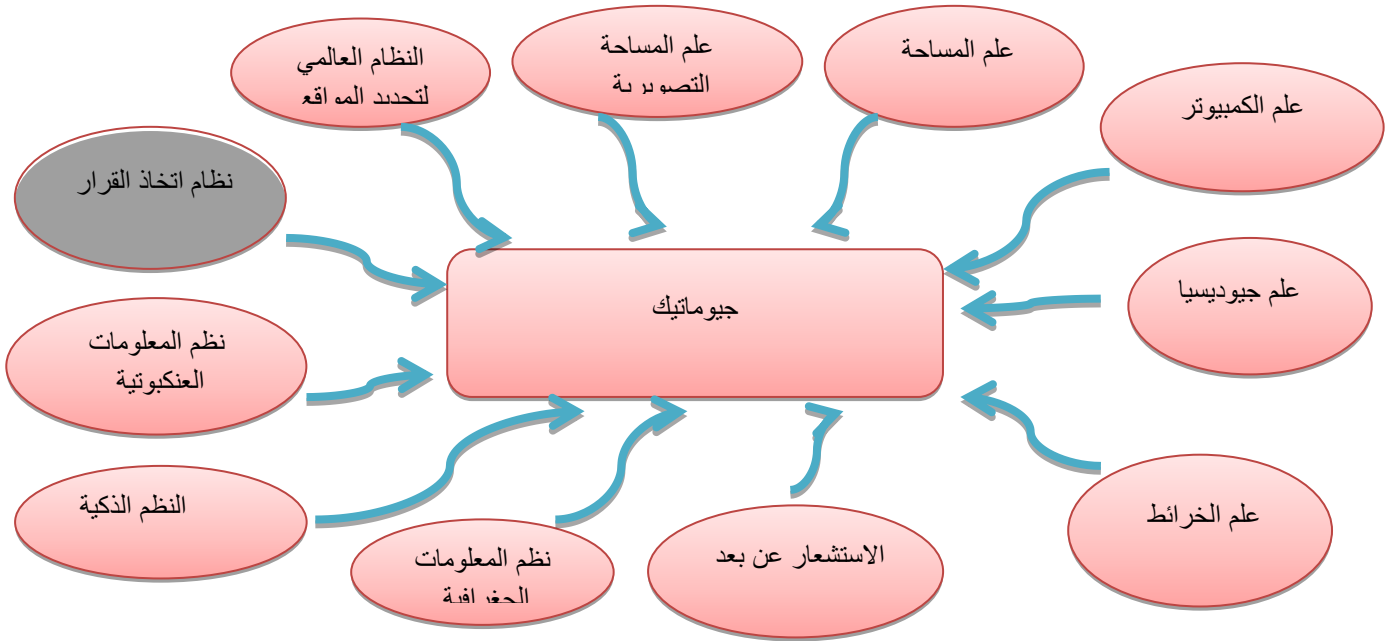 علم المساحة
علم المساحة
التصويرية
النظام العالمي
لتحديد المواقع
علم الكمبيوتر
نظام اتخاذ القرار
علم جيوديسيا
جيوماتيك
نظم المعلومات
العنكبوتية
النظم الذكية
علم الخرائط
الاستشعار عن بعد
نظم المعلومات
الجغرافية